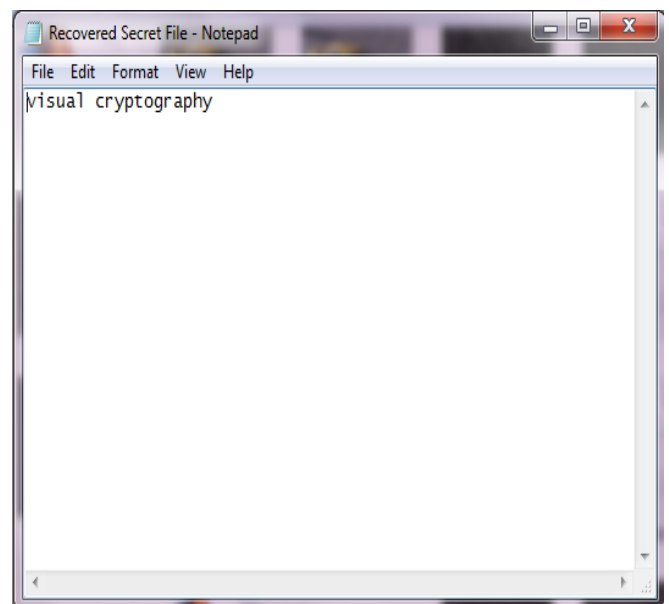 Recovered Secret File - Notepad
File Edit Format View Help
visual cryptography